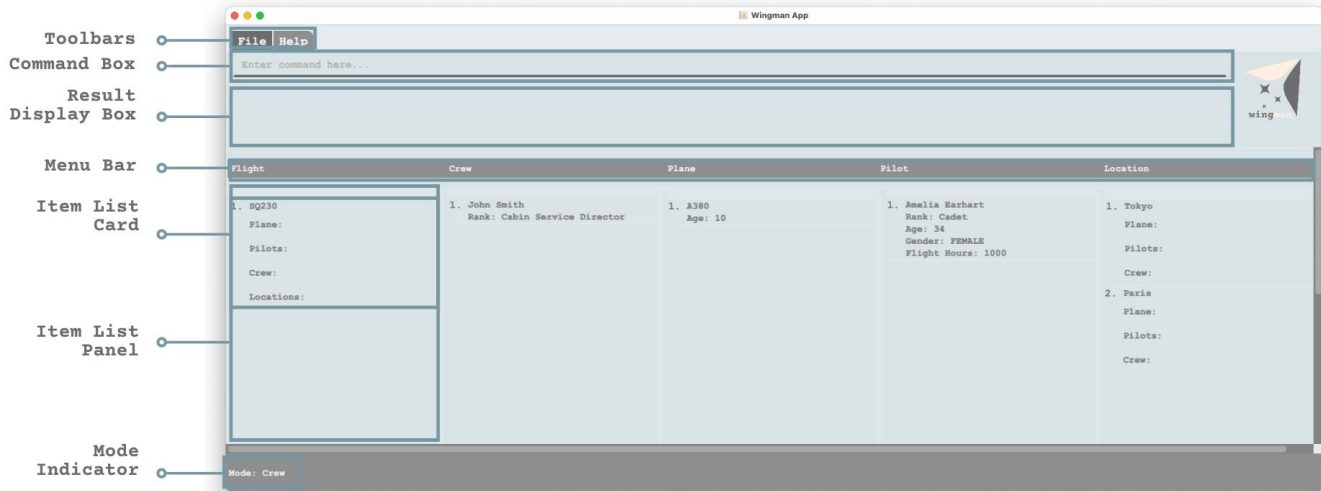 Wingman App
Toolbars
File Help
Command Box
Enter command here...
Result
Display Box
wingman
Menu Bar
Flight Crew Plane Pilot Location
Item List
Card
1. SQ230
Plane:
Pilots:
Crew:
Locations:
1. John Smith
Rank: Cabin Service Director
1. A380
Age: 10
1. Amelia Earhart
Rank: Cadet
Age: 34
Gender: FEMALE
Flight Hours: 1000
1. Tokyo
Plane:
Pilots:
Crew:
2. Paris
Plane:
Pilots:
Crew:
Item List
Panel
Mode
Indicator
Mode: Crew